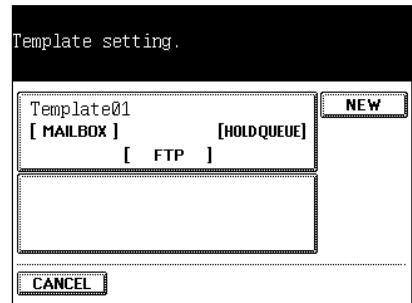 Template setting.
Template01
NEW
[ MAILBOX ] [HOLD QUEUE]
[ FTP ]
CANCEL